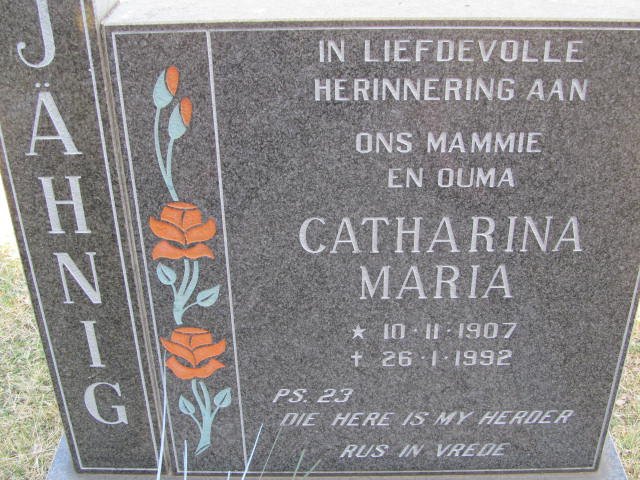 JÄHNIG
IN LIEFDEVOLLE
HERINNERING AAN
ONS MAMMIE
EN OUMA
CATHARINA
MARIA
★ 10·11·1907
✝ 26·1·1992
PS. 23
DIE HERE IS MY HERDER
RUS IN VREDE